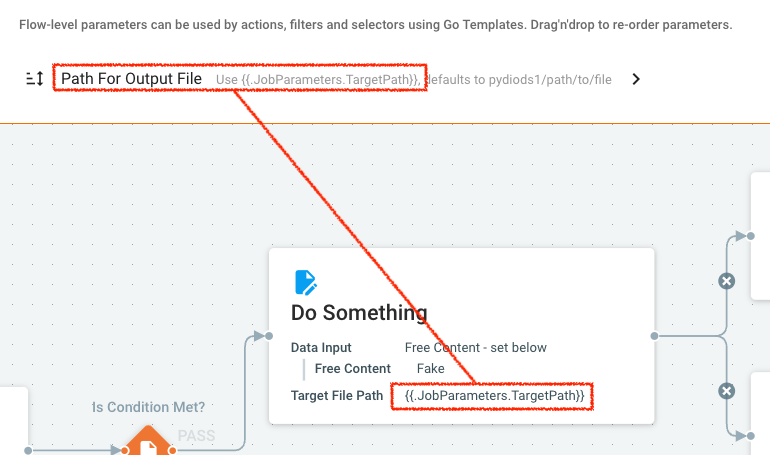 Flow-level parameters can be used by actions, filters and selectors using Go Templates. Drag'n'drop to re-order parameters.
Path For Output File Use {{.JobParameters.TargetPath}}, defaults to pydiods1/path/to/file
Do Something
Data Input Free Content - set below
Free Content Fake
Target File Path {{.JobParameters.TargetPath}}
Is Condition Met?
PASS